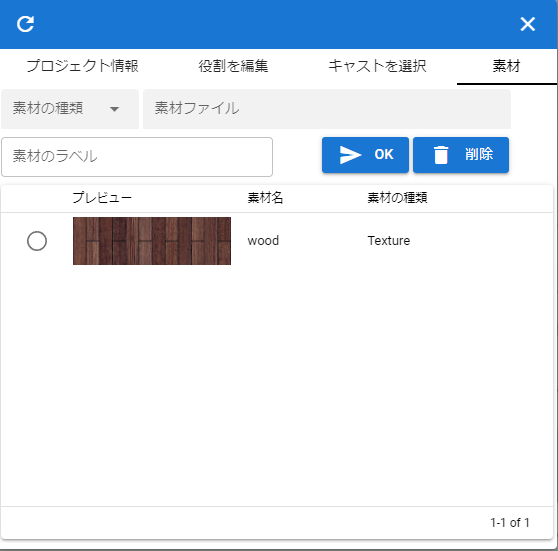 プロジェクト情報 役割を編集 キャストを選択 素材
素材の種類 素材ファイル
素材のラベル OK 削除
プレビュー 素材名 素材の種類
wood Texture
1-1 of 1